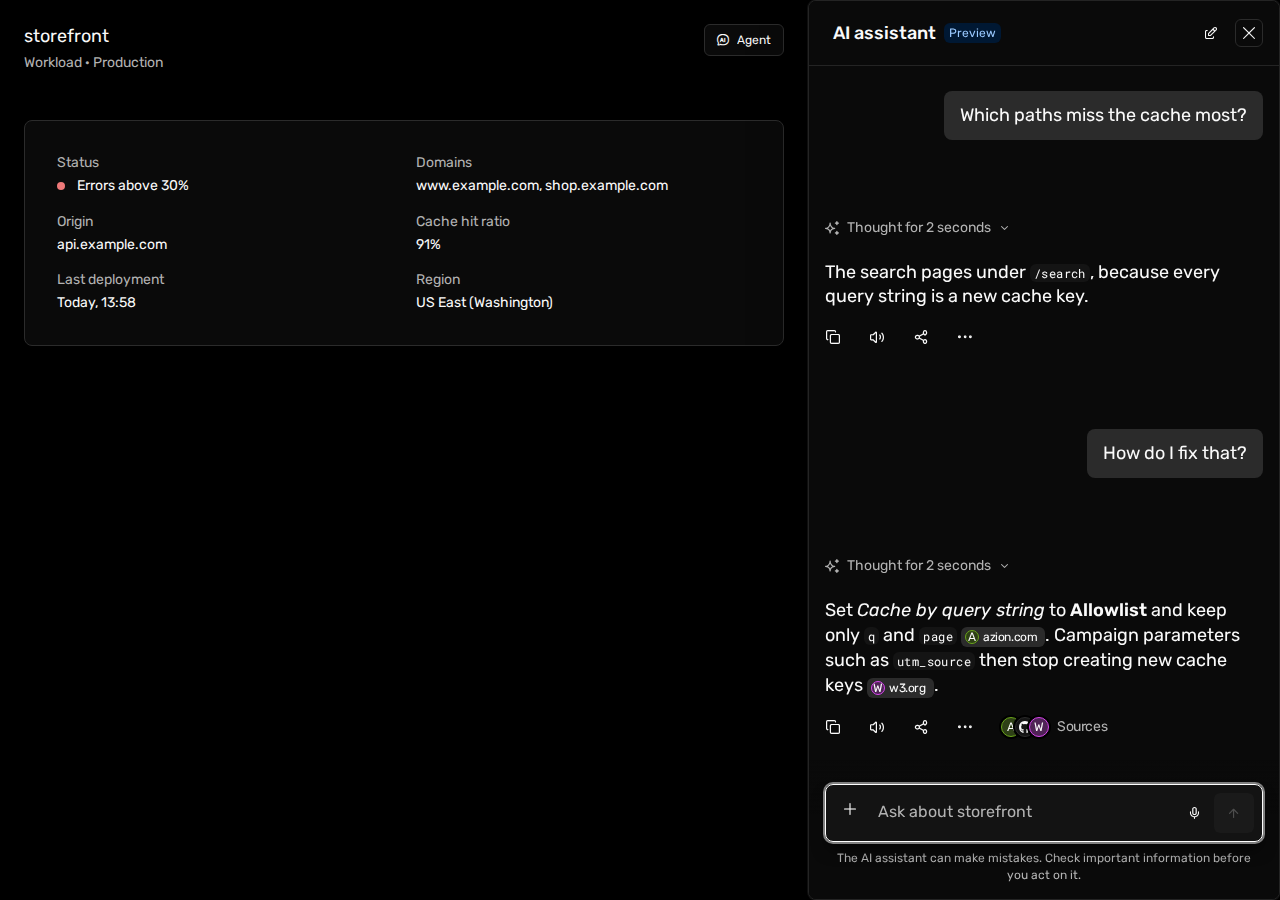 storefront
Workload • Production
Agent
Status
Errors above 30%
Domains
www.example.com, shop.example.com
Origin
api.example.com
Cache hit ratio
91%
Last deployment
Today, 13:58
Region
US East (Washington)
AI assistant
Preview
Which paths miss the cache most?
Thought for 2 seconds
The search pages under /search, because every
query string is a new cache key.
How do I fix that?
Thought for 2 seconds
Set Cache by query string to Allowlist and keep
only q and page A azion.com. Campaign parameters
such as utm_source then stop creating new cache
keys W w3.org.
A W Sources
Ask about storefront
The AI assistant can make mistakes. Check important information before
you act on it.